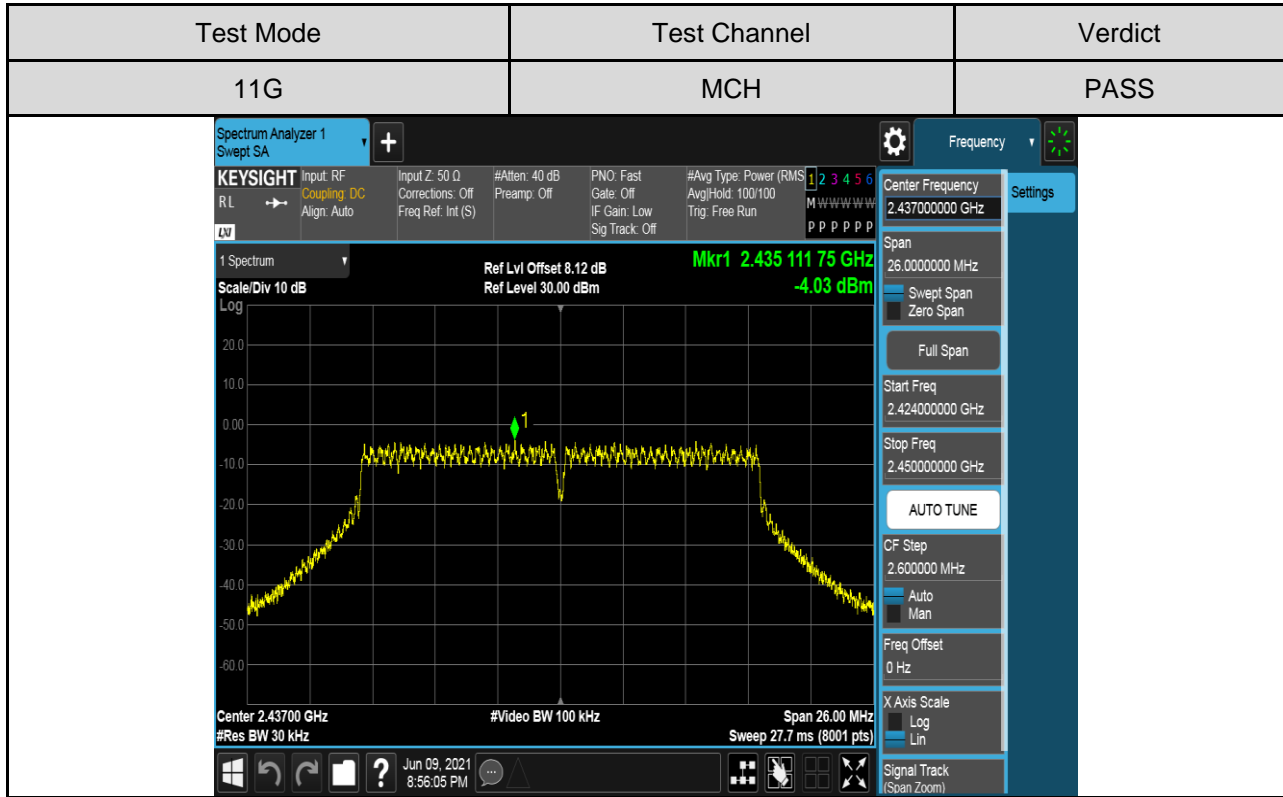 Test Mode Test Channel Verdict
11G MCH PASS
Spectrum Analyzer 1
Swept SA
Frequency
KEYSIGHT
RL
LXI
Input: RF
Coupling: DC
Align: Auto
Input Z: 50 Ω
Corrections: Off
Freq Ref: Int (S)
#Atten: 40 dB
Preamp: Off
PNO: Fast
Gate: Off
IF Gain: Low
Sig Track: Off
#Avg Type: Power (RMS
Avg|Hold: 100/100
Trig: Free Run
1 2 3 4 5 6
M W W W W W
P P P P P P
1 Spectrum
Scale/Div 10 dB
Ref Lvl Offset 8.12 dB
Ref Level 30.00 dBm
Mkr1 2.435 111 75 GHz
-4.03 dBm
Log
20.0
10.0
0.00
-10.0
-20.0
-30.0
-40.0
-50.0
-60.0
1
Center 2.43700 GHz
#Res BW 30 kHz
#Video BW 100 kHz
Span 26.00 MHz
Sweep 27.7 ms (8001 pts)
Jun 09, 2021
8:56:05 PM
Center Frequency
2.437000000 GHz
Settings
Span
26.0000000 MHz
Swept Span
Zero Span
Full Span
Start Freq
2.424000000 GHz
Stop Freq
2.450000000 GHz
AUTO TUNE
CF Step
2.600000 MHz
Auto
Man
Freq Offset
0 Hz
X Axis Scale
Log
Lin
Signal Track
(Span Zoom)